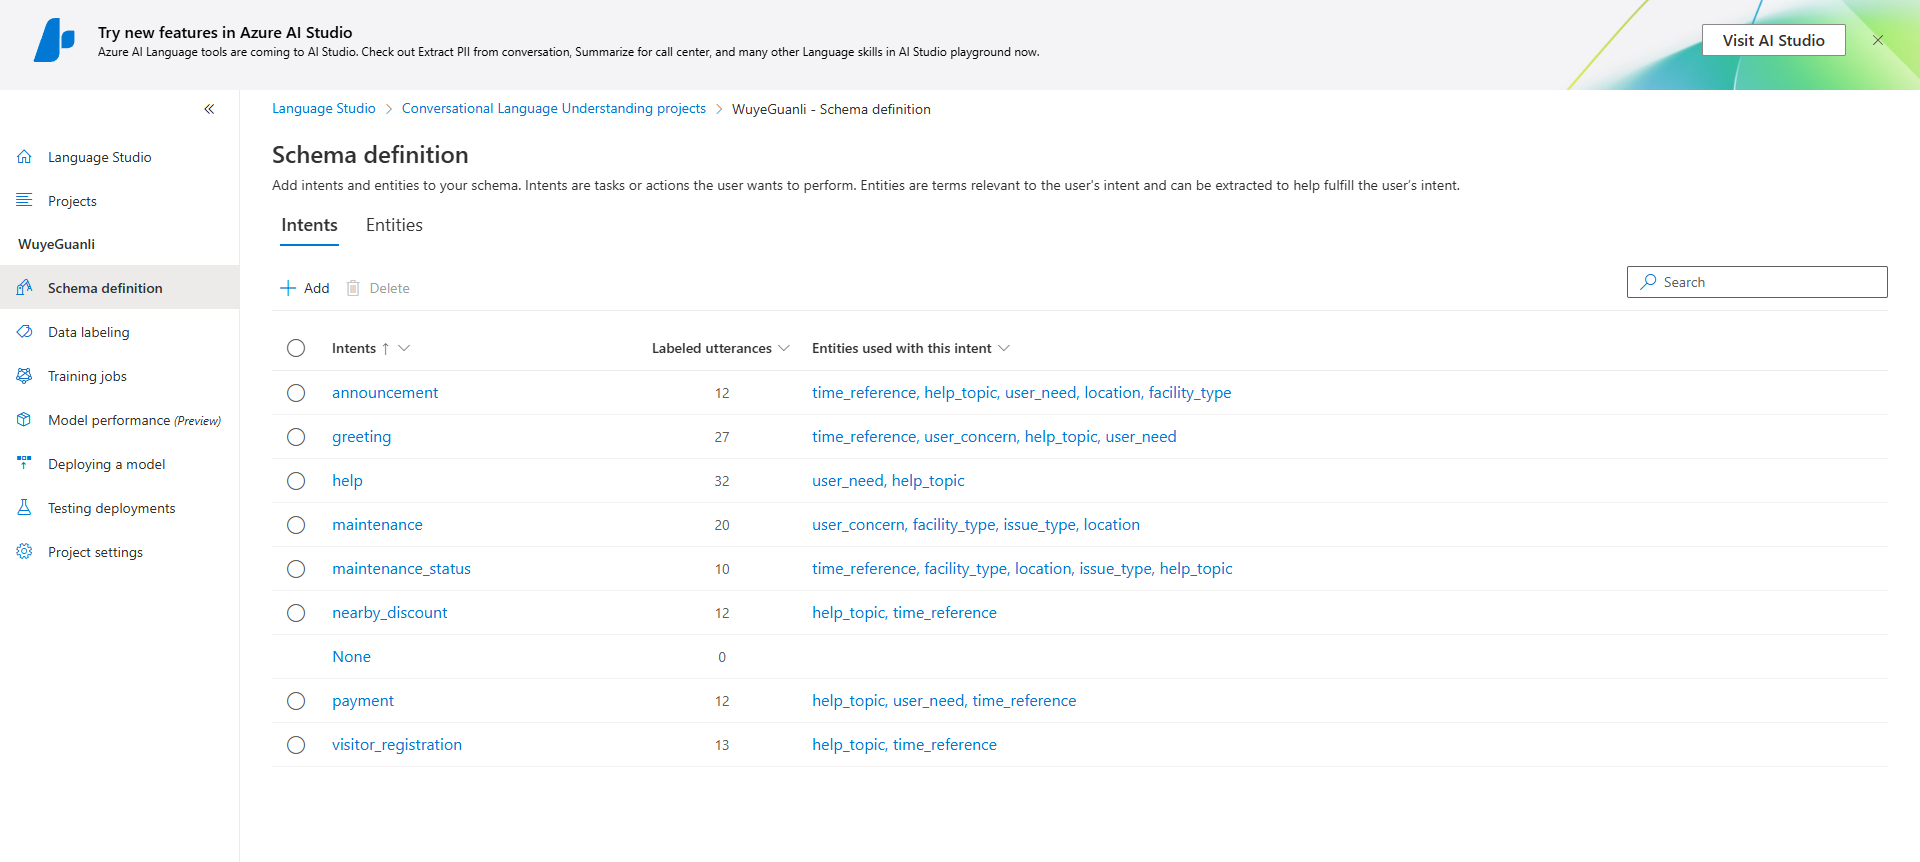 Try new features in Azure AI Studio
Azure AI Language tools are coming to AI Studio. Check out Extract PII from conversation, Summarize for call center, and many other Language skills in AI Studio playground now.
Visit AI Studio
Language Studio
Projects
WuyeGuanli
Schema definition
Data labeling
Training jobs
Model performance (Preview)
Deploying a model
Testing deployments
Project settings
Language Studio > Conversational Language Understanding projects > WuyeGuanli - Schema definition
Schema definition
Add intents and entities to your schema. Intents are tasks or actions the user wants to perform. Entities are terms relevant to the user's intent and can be extracted to help fulfill the user's intent.
Intents Entities
Add Delete Search
Intents ↑ Labeled utterances Entities used with this intent
announcement 12 time_reference, help_topic, user_need, location, facility_type
greeting 27 time_reference, user_concern, help_topic, user_need
help 32 user_need, help_topic
maintenance 20 user_concern, facility_type, issue_type, location
maintenance_status 10 time_reference, facility_type, location, issue_type, help_topic
nearby_discount 12 help_topic, time_reference
None 0
payment 12 help_topic, user_need, time_reference
visitor_registration 13 help_topic, time_reference